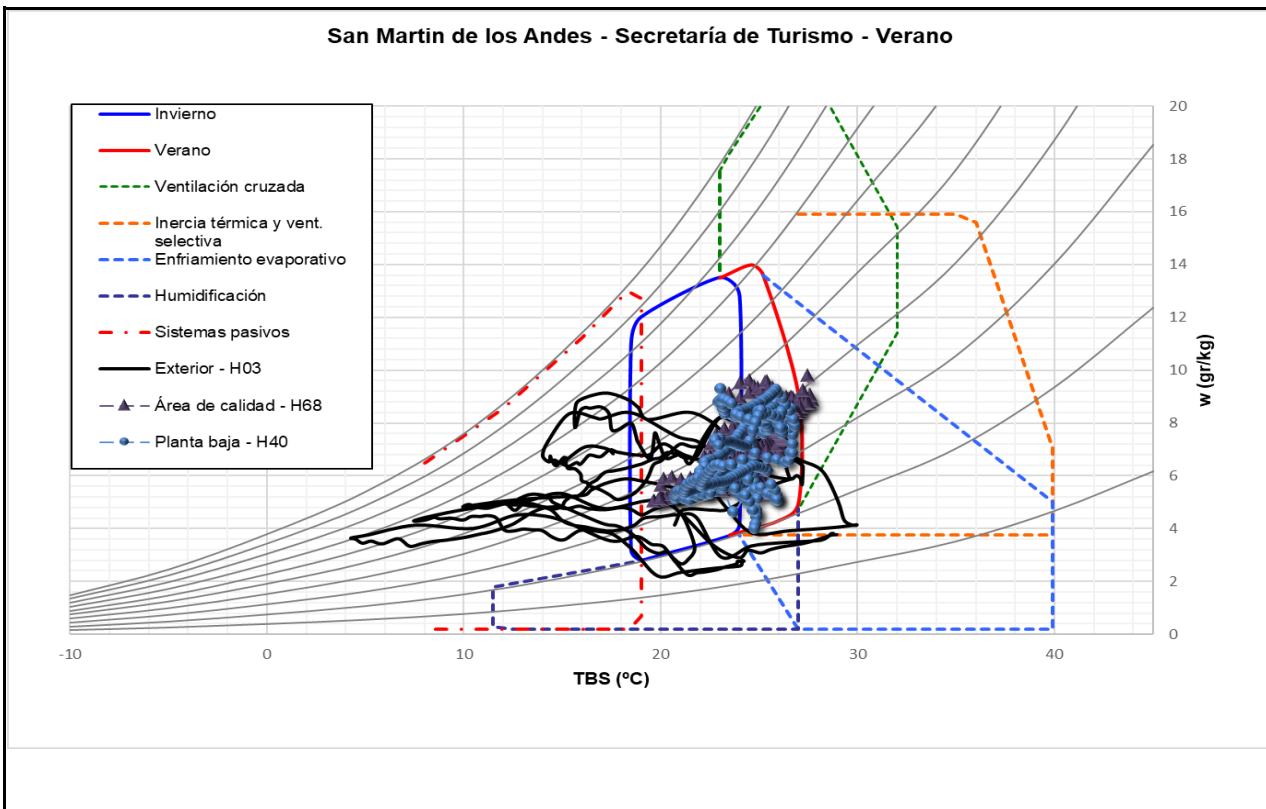 San Martin de los Andes - Secretaría de Turismo - Verano
Invierno
Verano
Ventilación cruzada
Inercia térmica y vent.
selectiva
Enfriamiento evaporativo
Humidificación
Sistemas pasivos
Exterior - H03
Área de calidad - H68
Planta baja - H40
20
18
16
14
12
10
8
6
4
2
0
w (gr/kg)
-10
0
10
20
30
40
TBS (ºC)